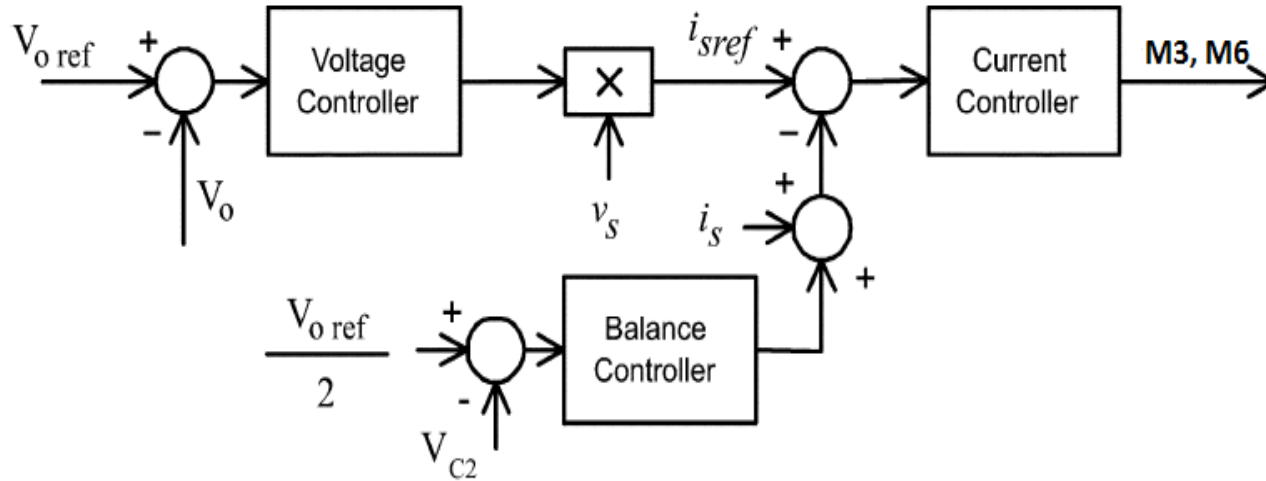 V_o ref
+
−
V_o
Voltage
Controller
×
v_s
i_sref
+
−
Current
Controller
M3, M6
+
i_s
+
V_o ref
2
+
-
V_C2
Balance
Controller